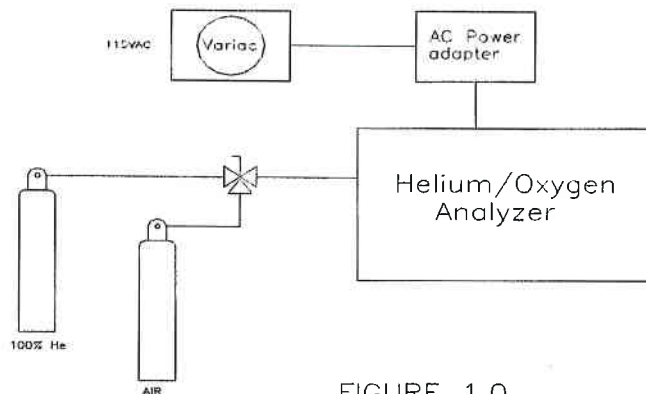 115VAC
Variac
AC Power
adapter
Helium/Oxygen
Analyzer
100% He
AIR
FIGURE 1.0